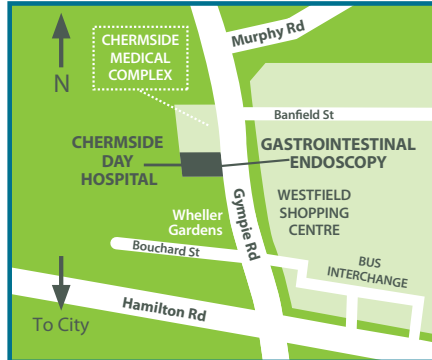 CHERMSIDE
MEDICAL
COMPLEX
Murphy Rd
N
Banfield St
CHERMSIDE
DAY
HOSPITAL
GASTROINTESTINAL
ENDOSCOPY
Gympie Rd
WESTFIELD
SHOPPING
CENTRE
Wheller
Gardens
Bouchard St
BUS
INTERCHANGE
Hamilton Rd
To City